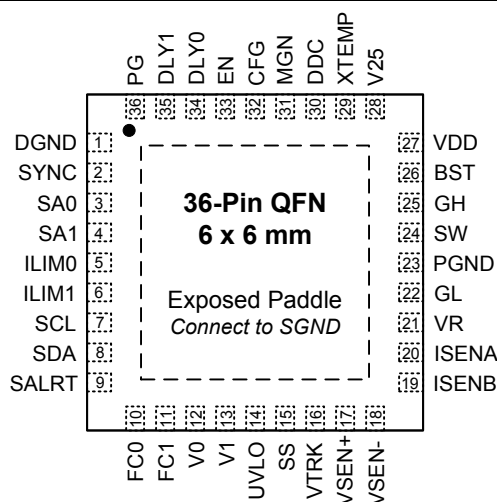 PG
DLY1
DLY0
EN
CFG
MGN
DDC
XTEMP
V25
36
35
34
33
32
31
30
29
28
DGND 1
SYNC 2
SA0 3
SA1 4
ILIM0 5
ILIM1 6
SCL 7
SDA 8
SALRT 9
36-Pin QFN
6 x 6 mm
Exposed Paddle
Connect to SGND
27 VDD
26 BST
25 GH
24 SW
23 PGND
22 GL
21 VR
20 ISENA
19 ISENB
10
11
12
13
14
15
16
17
18
FC0
FC1
V0
V1
UVLO
SS
VTRK
VSEN+
VSEN-